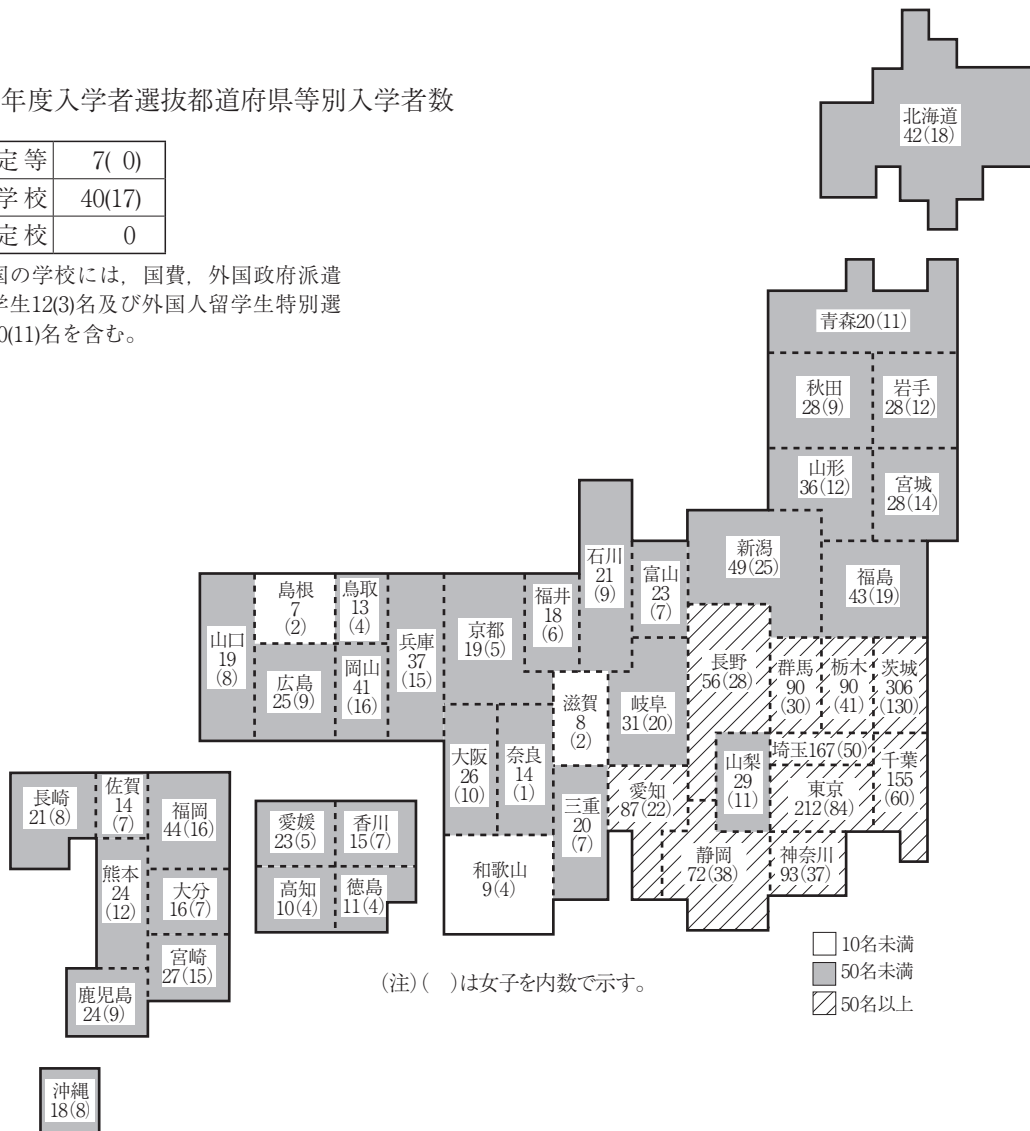 年度入学者選抜都道府県等別入学者数
定等 7( 0)
学校 40(17)
定校 0
国の学校には，国費，外国政府派遣
学生12(3)名及び外国人留学生特別選
0(11)名を含む。
北海道
42(18)
青森20(11)
秋田
28(9)
岩手
28(12)
山形
36(12)
宮城
28(14)
新潟
49(25)
福島
43(19)
石川
21
(9)
富山
23
(7)
福井
18
(6)
京都
19(5)
兵庫
37
(15)
鳥取
13
(4)
島根
7
(2)
山口
19
(8)
広島
25(9)
岡山
41
(16)
滋賀
8
(2)
岐阜
31(20)
長野
56(28)
群馬
90
(30)
栃木
90
(41)
茨城
306
(130)
埼玉167(50)
千葉
155
(60)
東京
212(84)
山梨
29
(11)
神奈川
93(37)
静岡
72(38)
愛知
87(22)
三重
20
(7)
奈良
14
(1)
大阪
26
(10)
和歌山
9(4)
愛媛
23(5)
香川
15(7)
高知
10(4)
徳島
11(4)
長崎
21(8)
佐賀
14
(7)
福岡
44(16)
熊本
24
(12)
大分
16(7)
宮崎
27(15)
鹿児島
24(9)
沖縄
18(8)
(注)(　)は女子を内数で示す。
10名未満
50名未満
50名以上